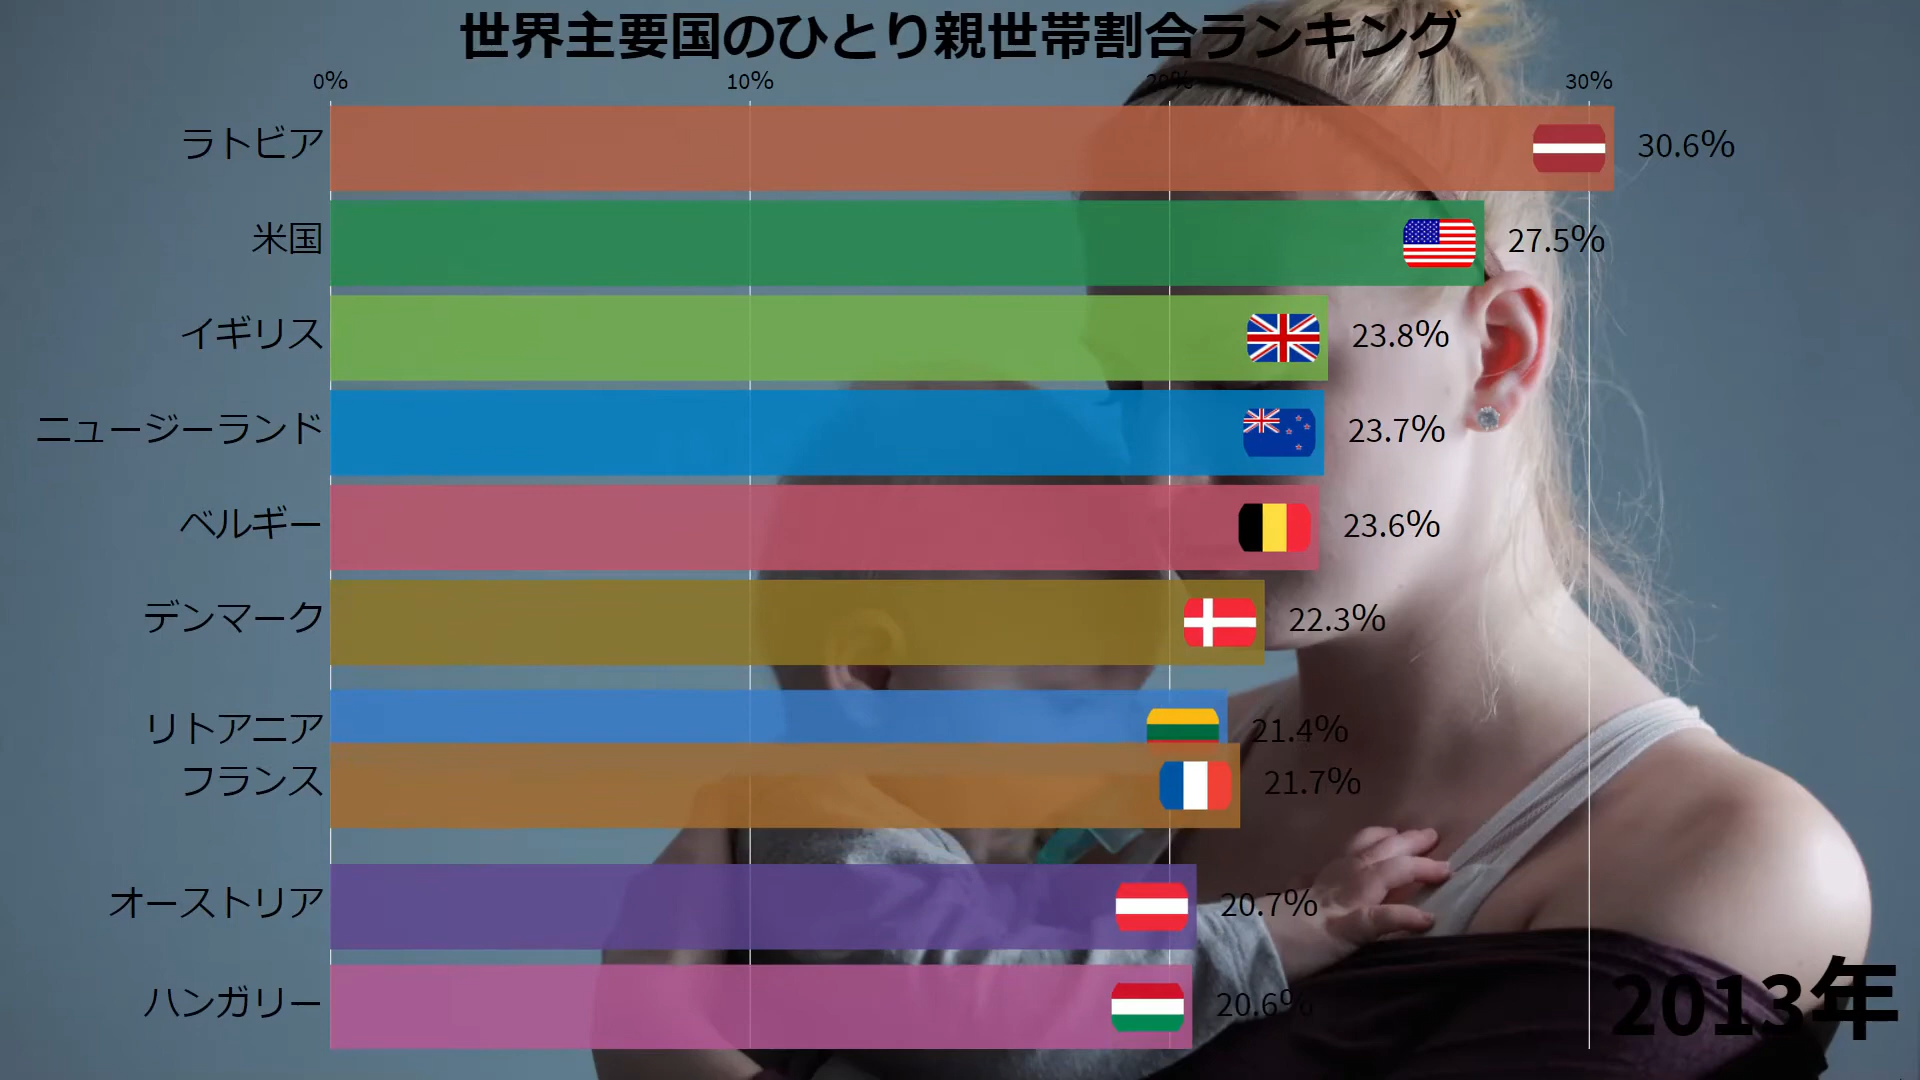 世界主要国のひとり親世帯割合ランキング
0% 10% 20% 30%
ラトビア 30.6%
米国 27.5%
イギリス 23.8%
ニュージーランド 23.7%
ベルギー 23.6%
デンマーク 22.3%
リトアニア 21.4%
フランス 21.7%
オーストリア 20.7%
ハンガリー 20.6%
2013年